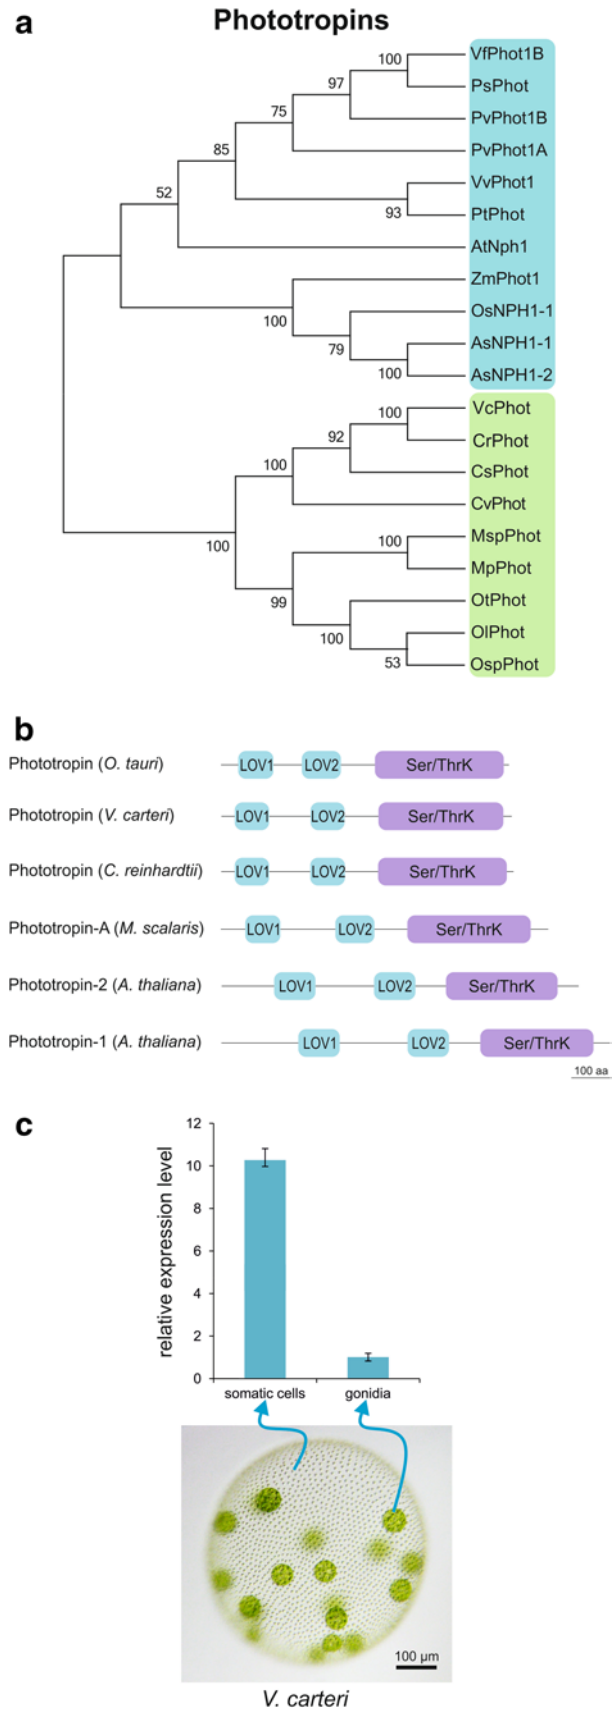 a
Phototropins
100
VfPhot1B
97
PsPhot
75
PvPhot1B
85
PvPhot1A
52
VvPhot1
93
PtPhot
AtNph1
ZmPhot1
100
OsNPH1-1
79
AsNPH1-1
100
AsNPH1-2
100
VcPhot
92
CrPhot
100
CsPhot
CvPhot
100
100
MspPhot
MpPhot
99
OtPhot
100
OlPhot
53
OspPhot
b
Phototropin (O. tauri) LOV1 LOV2 Ser/ThrK
Phototropin (V. carteri) LOV1 LOV2 Ser/ThrK
Phototropin (C. reinhardtii) LOV1 LOV2 Ser/ThrK
Phototropin-A (M. scalaris) LOV1 LOV2 Ser/ThrK
Phototropin-2 (A. thaliana) LOV1 LOV2 Ser/ThrK
Phototropin-1 (A. thaliana) LOV1 LOV2 Ser/ThrK
100 aa
c
relative expression level
12
10
8
6
4
2
0
somatic cells gonidia
100 µm
V. carteri